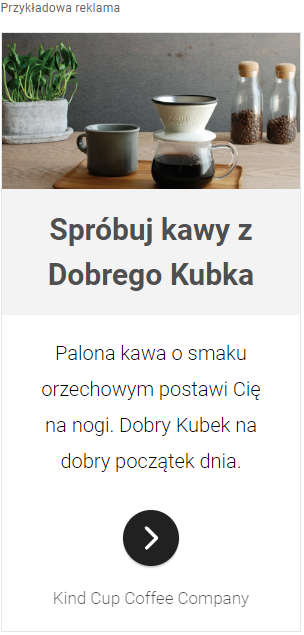 Przykładowa reklama
Spróbuj kawy z
Dobrego Kubka
Palona kawa o smaku
orzechowym postawi Cię
na nogi. Dobry Kubek na
dobry początek dnia.
Kind Cup Coffee Company